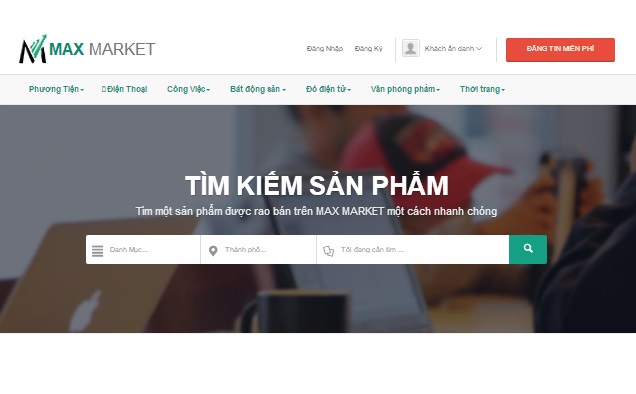 MAX MARKET
Đăng Nhập Đăng Ký Khách ẩn danh ĐĂNG TIN MIỄN PHÍ
Phương Tiện Điện Thoại Công Việc Bất động sản Đồ điện tử Văn phòng phẩm Thời trang
TÌM KIẾM SẢN PHẨM
Tìm một sản phẩm được rao bán trên MAX MARKET một cách nhanh chóng
Danh Mục... Thành phố... Tôi đang cần tìm ...